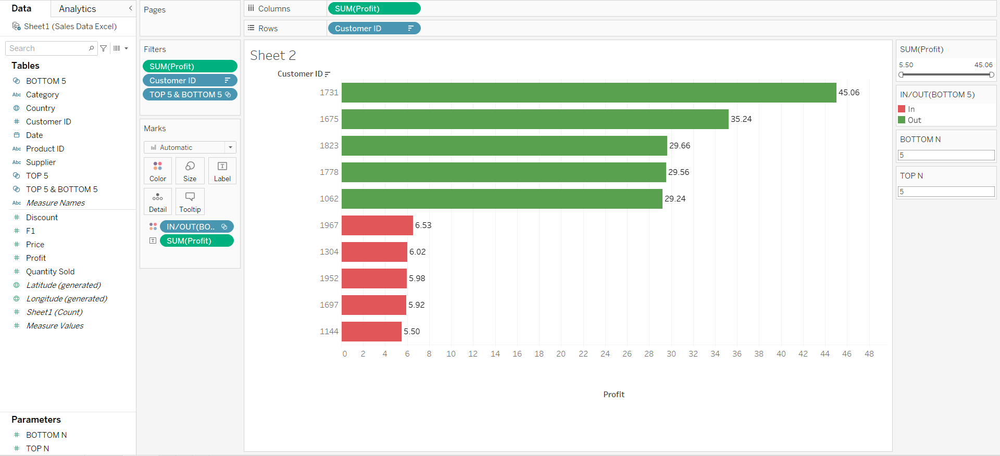 Data
Analytics
Sheet1 (Sales Data Excel)
Search
Tables
BOTTOM 5
Abc Category
Country
Customer ID
Date
Abc Product ID
Abc Supplier
TOP 5
TOP 5 & BOTTOM 5
Abc Measure Names
Discount
F1
Price
Profit
Quantity Sold
Latitude (generated)
Longitude (generated)
Sheet1 (Count)
Measure Values
Parameters
BOTTOM N
TOP N
Pages
Filters
SUM(Profit)
Customer ID
TOP 5 & BOTTOM 5
Marks
Automatic
Color Size Label
Detail Tooltip
IN/OUT(BO..
SUM(Profit)
Columns SUM(Profit)
Rows Customer ID
Sheet 2
Customer ID
1731 45.06
1675 35.24
1823 29.66
1778 29.56
1062 29.24
1967 6.53
1304 6.02
1952 5.98
1697 5.92
1144 5.50
0 2 4 6 8 10 12 14 16 18 20 22 24 26 28 30 32 34 36 38 40 42 44 46 48
Profit
SUM(Profit)
5.50 45.06
IN/OUT(BOTTOM 5)
In
Out
BOTTOM N
5
TOP N
5